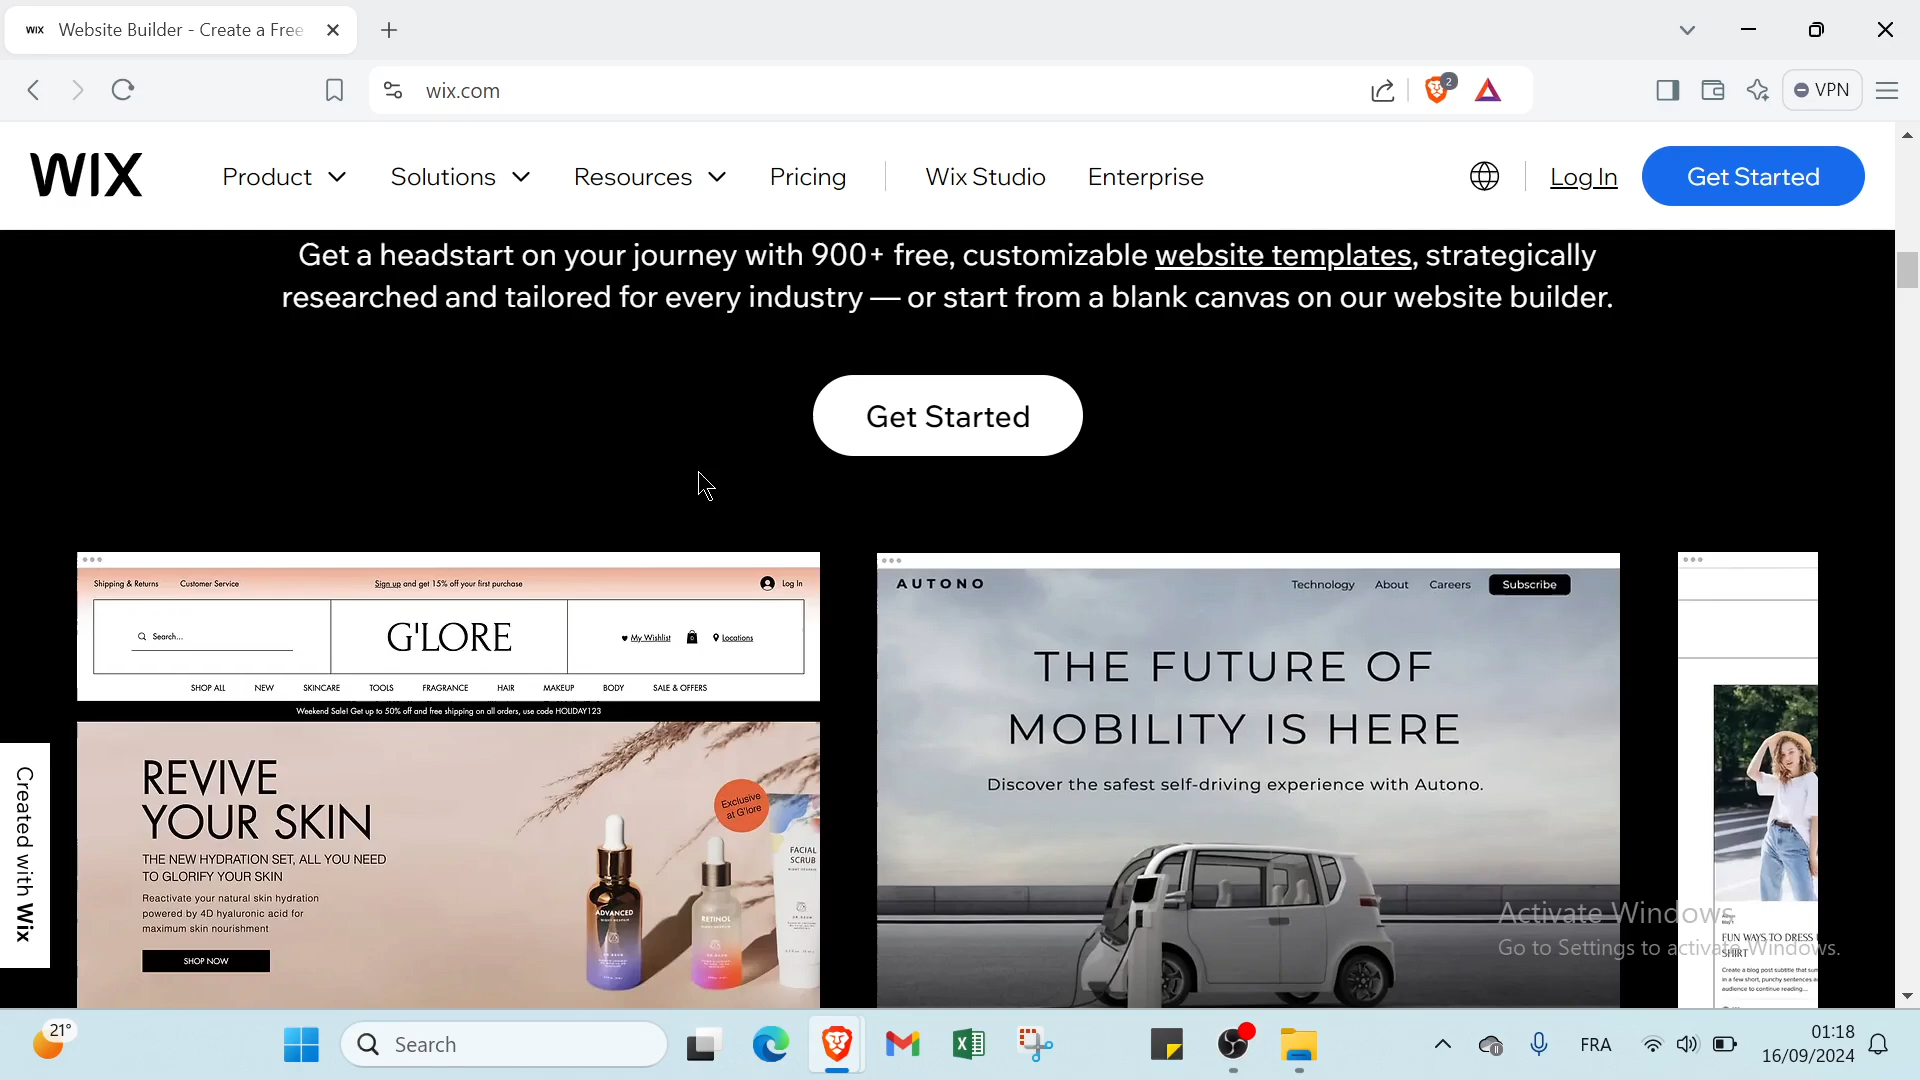 WIX Website Builder - Create a Free
wix.com
2
VPN
WIX
Product
Solutions
Resources
Pricing
Wix Studio
Enterprise
Log In
Get Started
Get a headstart on your journey with 900+ free, customizable website templates, strategically
researched and tailored for every industry — or start from a blank canvas on our website builder.
Get Started
Shipping & Returns
Customer Service
Sign up and get 15% off your first purchase
Log In
Search...
G'LORE
My Wishlist
Locations
SHOP ALL
NEW
SKINCARE
TOOLS
FRAGRANCE
HAIR
MAKEUP
BODY
SALE & OFFERS
Weekend Sale! Get up to 50% off and free shipping on all orders, use code HOLIDAY123
REVIVE
YOUR SKIN
THE NEW HYDRATION SET, ALL YOU NEED
TO GLORIFY YOUR SKIN
Reactivate your natural skin hydration
powered by 4D hyaluronic acid for
maximum skin nourishment
SHOP NOW
Exclusive
at G'lore
ADVANCED
RETINOL
FACIAL
SCRUB
AUTONO
Technology
About
Careers
Subscribe
THE FUTURE OF
MOBILITY IS HERE
Discover the safest self-driving experience with Autono.
FUN WAYS TO DRESS
SHIRT
Create a blog post subtitle that sum
in a few short, punchy sentences a
audience to continue reading...
Created with Wix
Activate Windows
Go to Settings to activate Windows.
21°
Search
FRA
01:18
16/09/2024